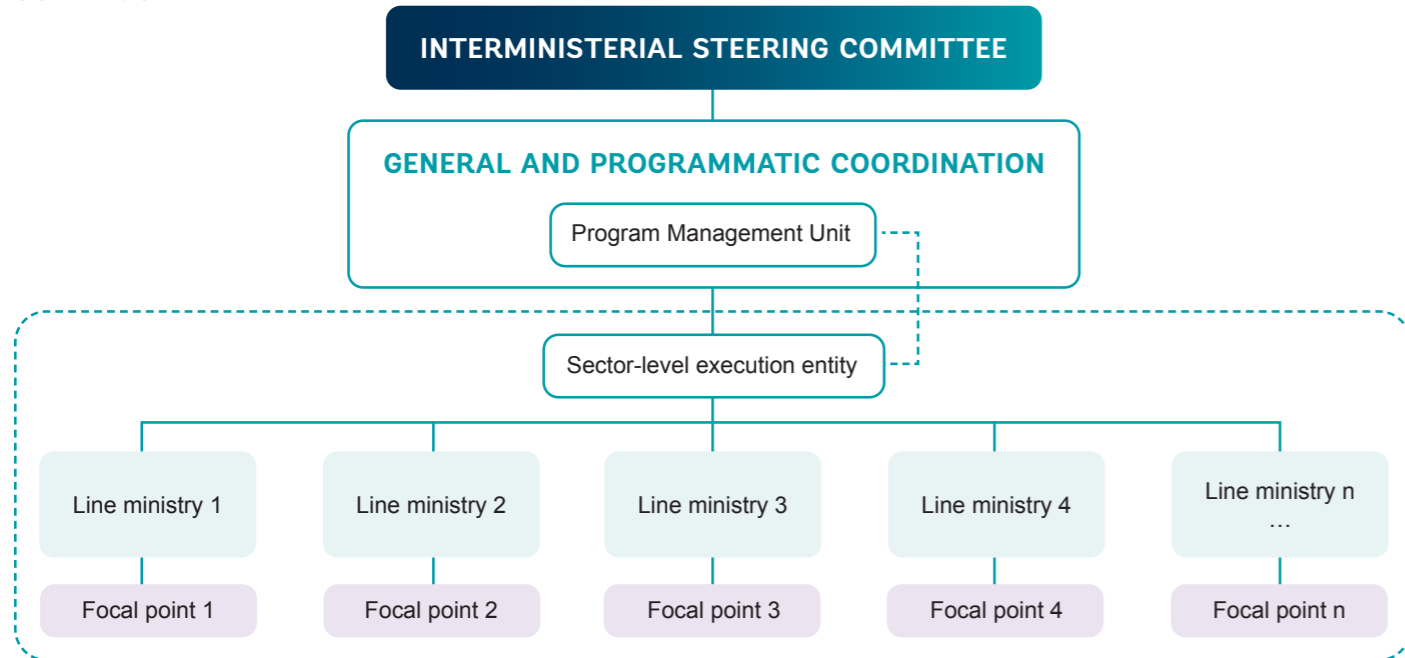 INTERMINISTERIAL STEERING COMMITTEE
GENERAL AND PROGRAMMATIC COORDINATION
Program Management Unit
Sector-level execution entity
Line ministry 1
Line ministry 2
Line ministry 3
Line ministry 4
Line ministry n
…
Focal point 1
Focal point 2
Focal point 3
Focal point 4
Focal point n